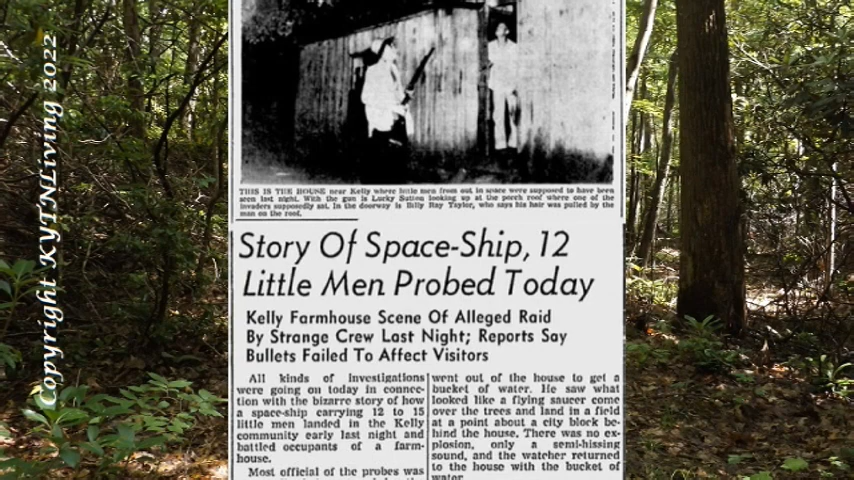 THIS IS THE HOUSE near Kelly where little men from out in space were supposed to have been
seen last night. With the gun is Lucky Sutton looking up at the porch roof where one of the
invaders supposedly sat. In the doorway is Billy Ray Taylor, who says his hair was pulled by the
man on the roof.
Story Of Space-Ship, 12
Little Men Probed Today
Kelly Farmhouse Scene Of Alleged Raid
By Strange Crew Last Night; Reports Say
Bullets Failed To Affect Visitors
All kinds of investigations
were going on today in connec-
tion with the bizarre story of how
a space-ship carrying 12 to 15
little men landed in the Kelly
community early last night and
battled occupants of a farm-
house.
Most official of the probes was
went out of the house to get a
bucket of water. He saw what
looked like a flying saucer come
over the trees and land in a field
at a point about a city block be-
hind the house. There was no ex-
plosion, only a semi-hissing
sound, and the watcher returned
to the house with the bucket of
water.
Copyright KYTNLiving 2022